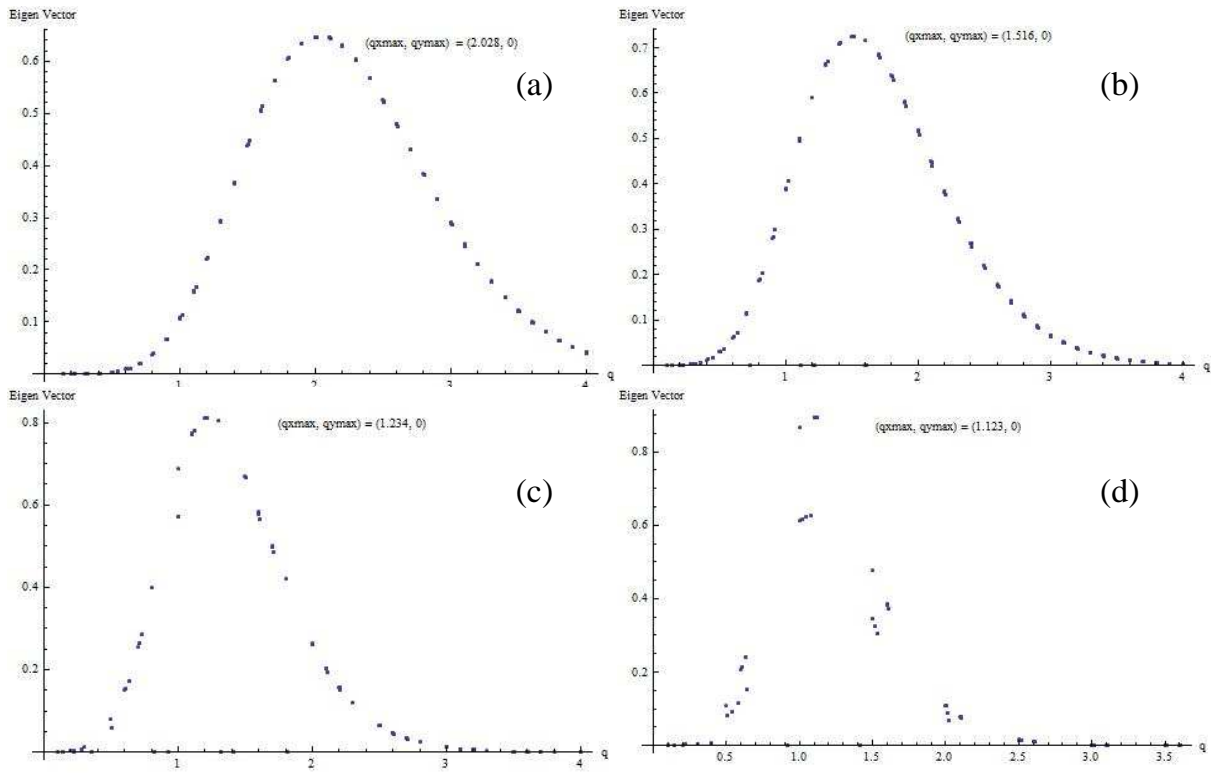 Eigen Vector
(qxmax, qymax) = (2.028, 0)
(a)
0.6
0.5
0.4
0.3
0.2
0.1
1
2
3
4
q
Eigen Vector
(qxmax, qymax) = (1.516, 0)
(b)
0.7
0.6
0.5
0.4
0.3
0.2
0.1
1
2
3
4
q
Eigen Vector
(qxmax, qymax) = (1.234, 0)
(c)
0.8
0.6
0.4
0.2
1
2
3
4
q
Eigen Vector
(qxmax, qymax) = (1.123, 0)
(d)
0.8
0.6
0.4
0.2
0.5
1.0
1.5
2.0
2.5
3.0
3.5
q